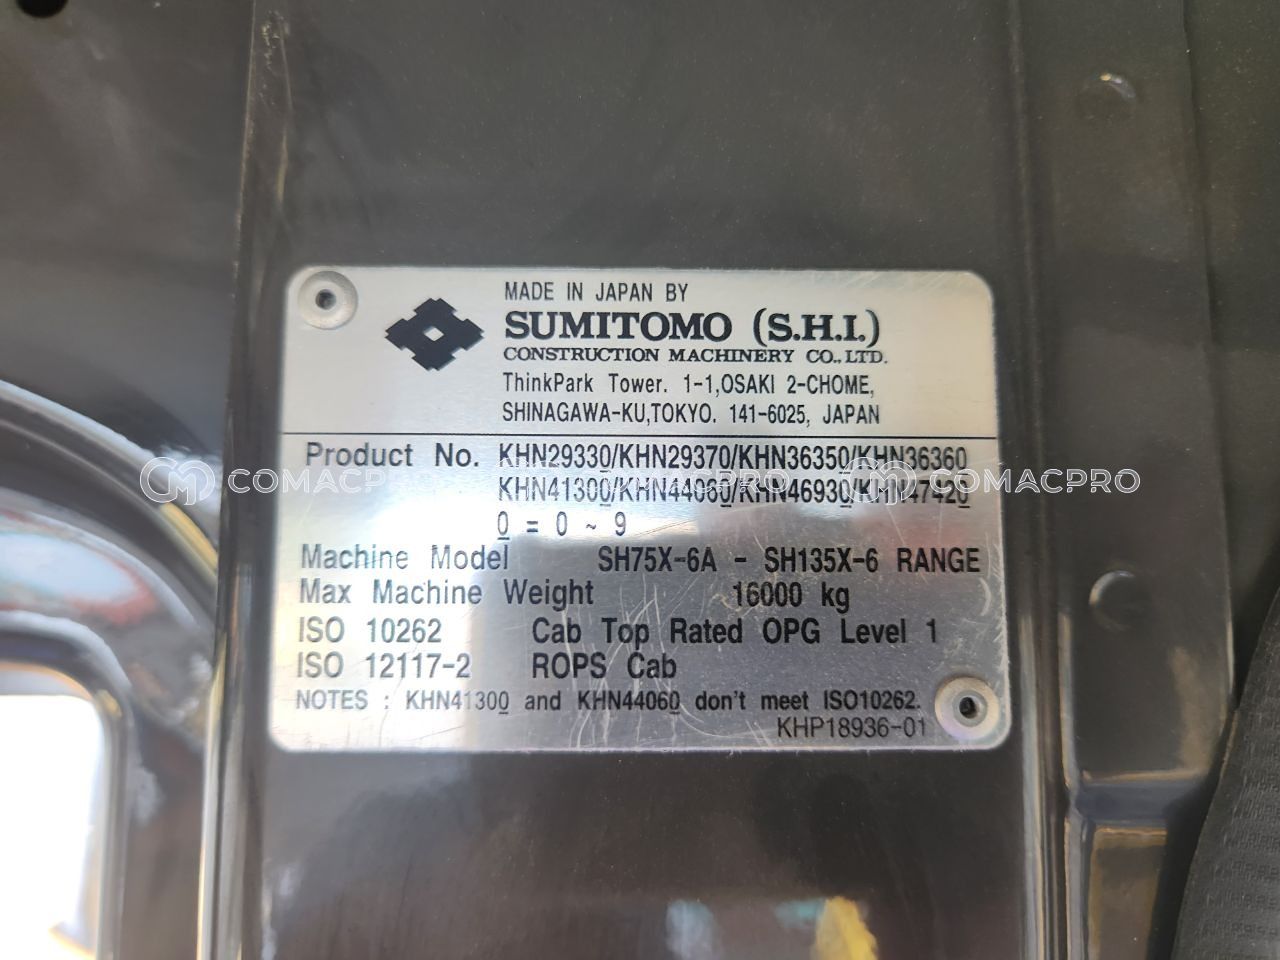 MADE IN JAPAN BY
SUMITOMO (S.H.I.)
CONSTRUCTION MACHINERY CO., LTD.
ThinkPark Tower. 1-1,OSAKI 2-CHOME,
SHINAGAWA-KU,TOKYO. 141-6025, JAPAN
Product No. KHN29330/KHN29370/KHN36350/KHN36360
COMACPRO COMACPRO COMACPRO
KHN41300/KHN44060/KHN46930/KHN47420
0 = 0 ~ 9
Machine Model SH75X-6A - SH135X-6 RANGE
Max Machine Weight 16000 kg
ISO 10262 Cab Top Rated OPG Level 1
ISO 12117-2 ROPS Cab
NOTES : KHN41300 and KHN44060 don't meet ISO10262.
KHP18936-01